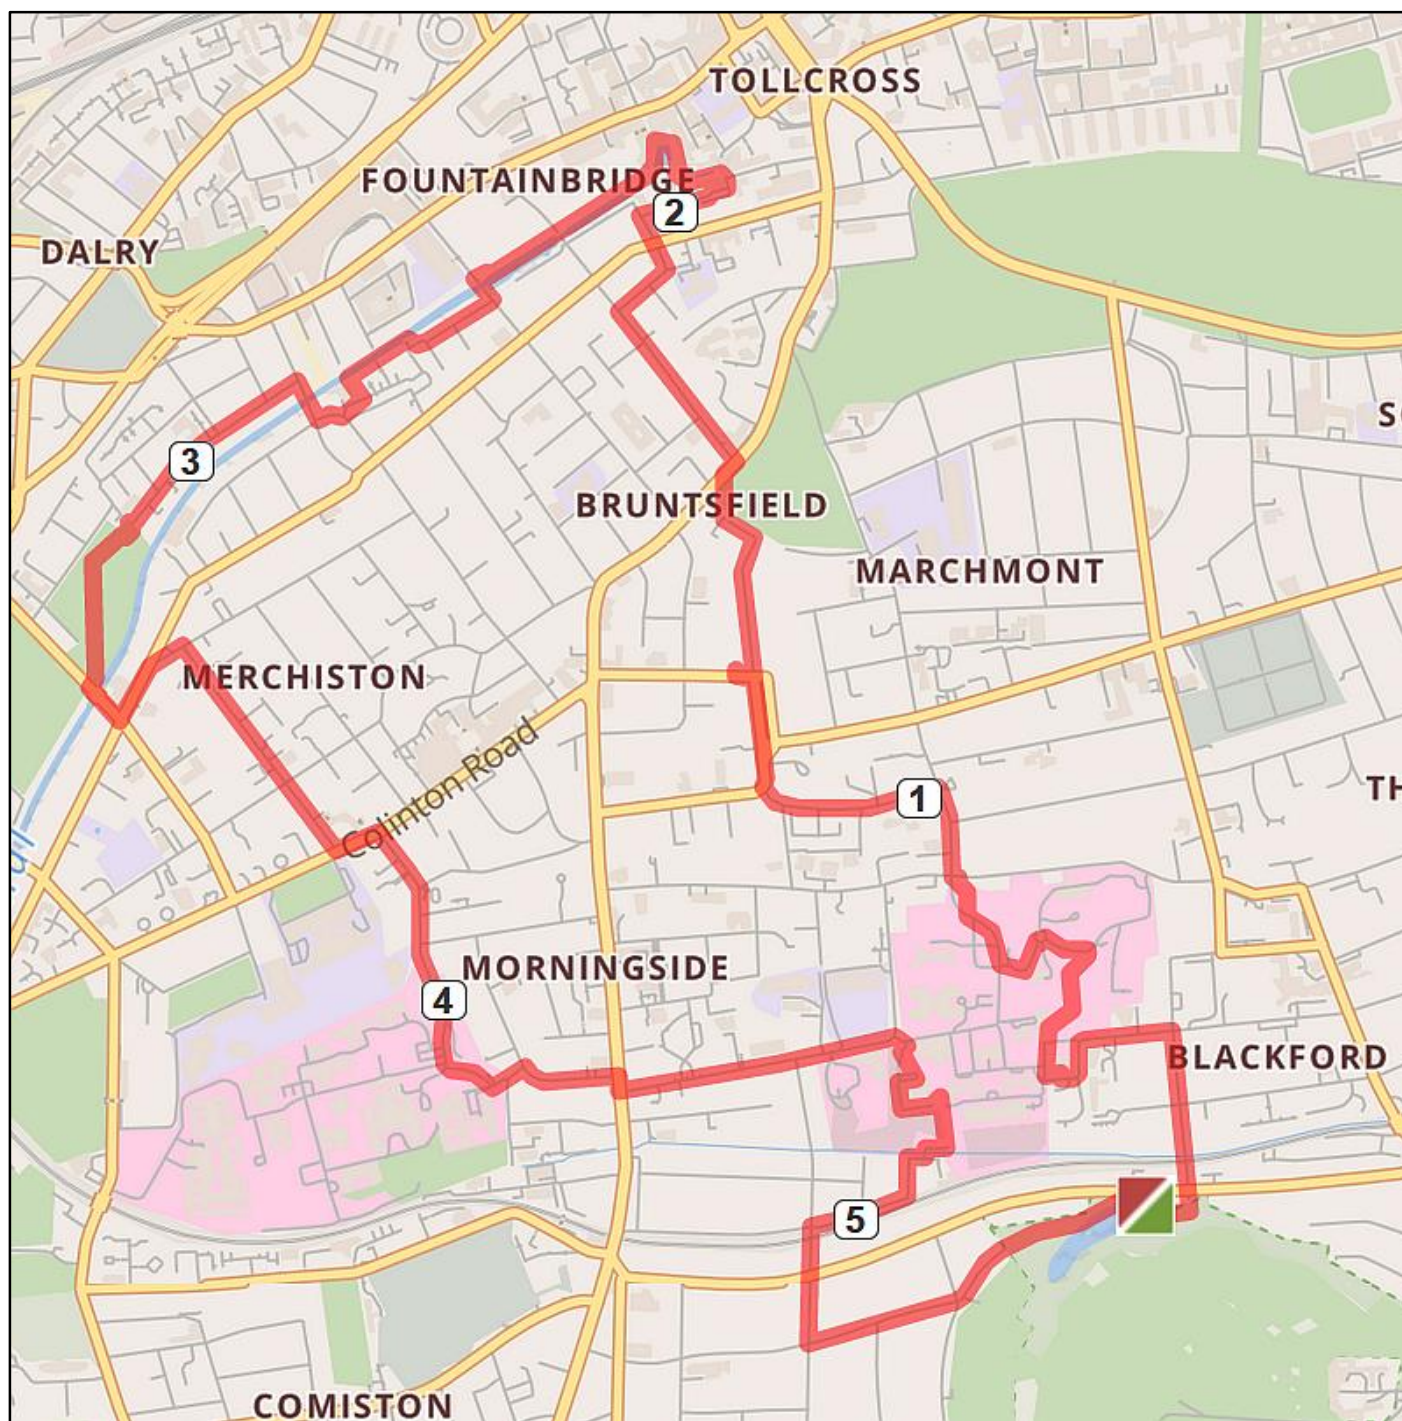 TOLLCROSS
FOUNTAINBRIDGE
2
DALRY
3
BRUNTSFIELD
MARCHMONT
MERCHISTON
Colinton Road
1
MORNINGSIDE
4
BLACKFORD
5
COMISTON